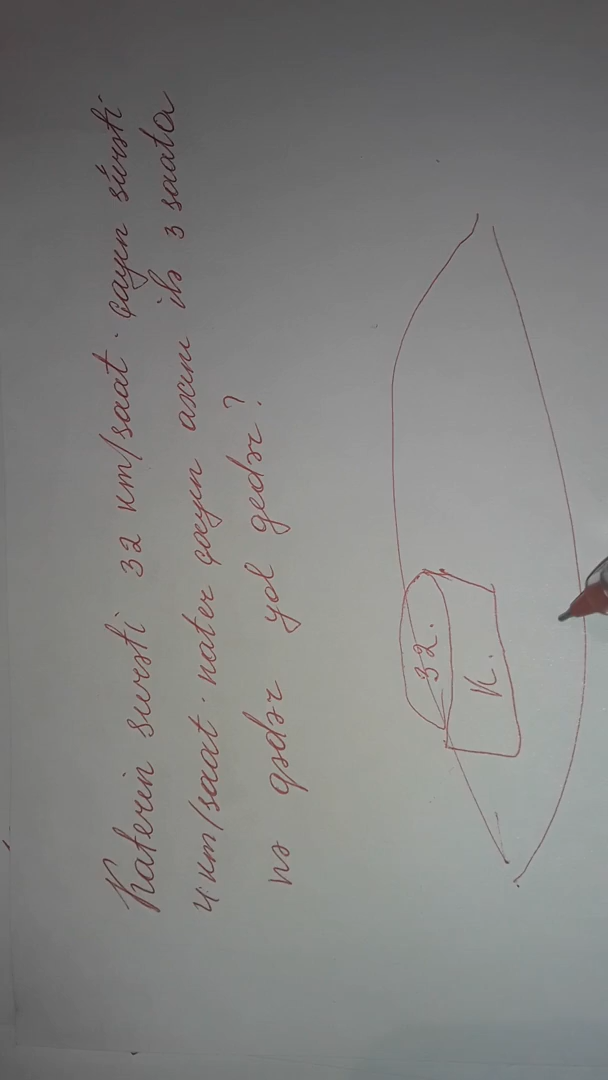 Katerin sürəti 32 km/saat. çayın sürəti
4 km/saat. kater çayın axını ilə 3 saata
nə qədər yol gedər?
32.
K.